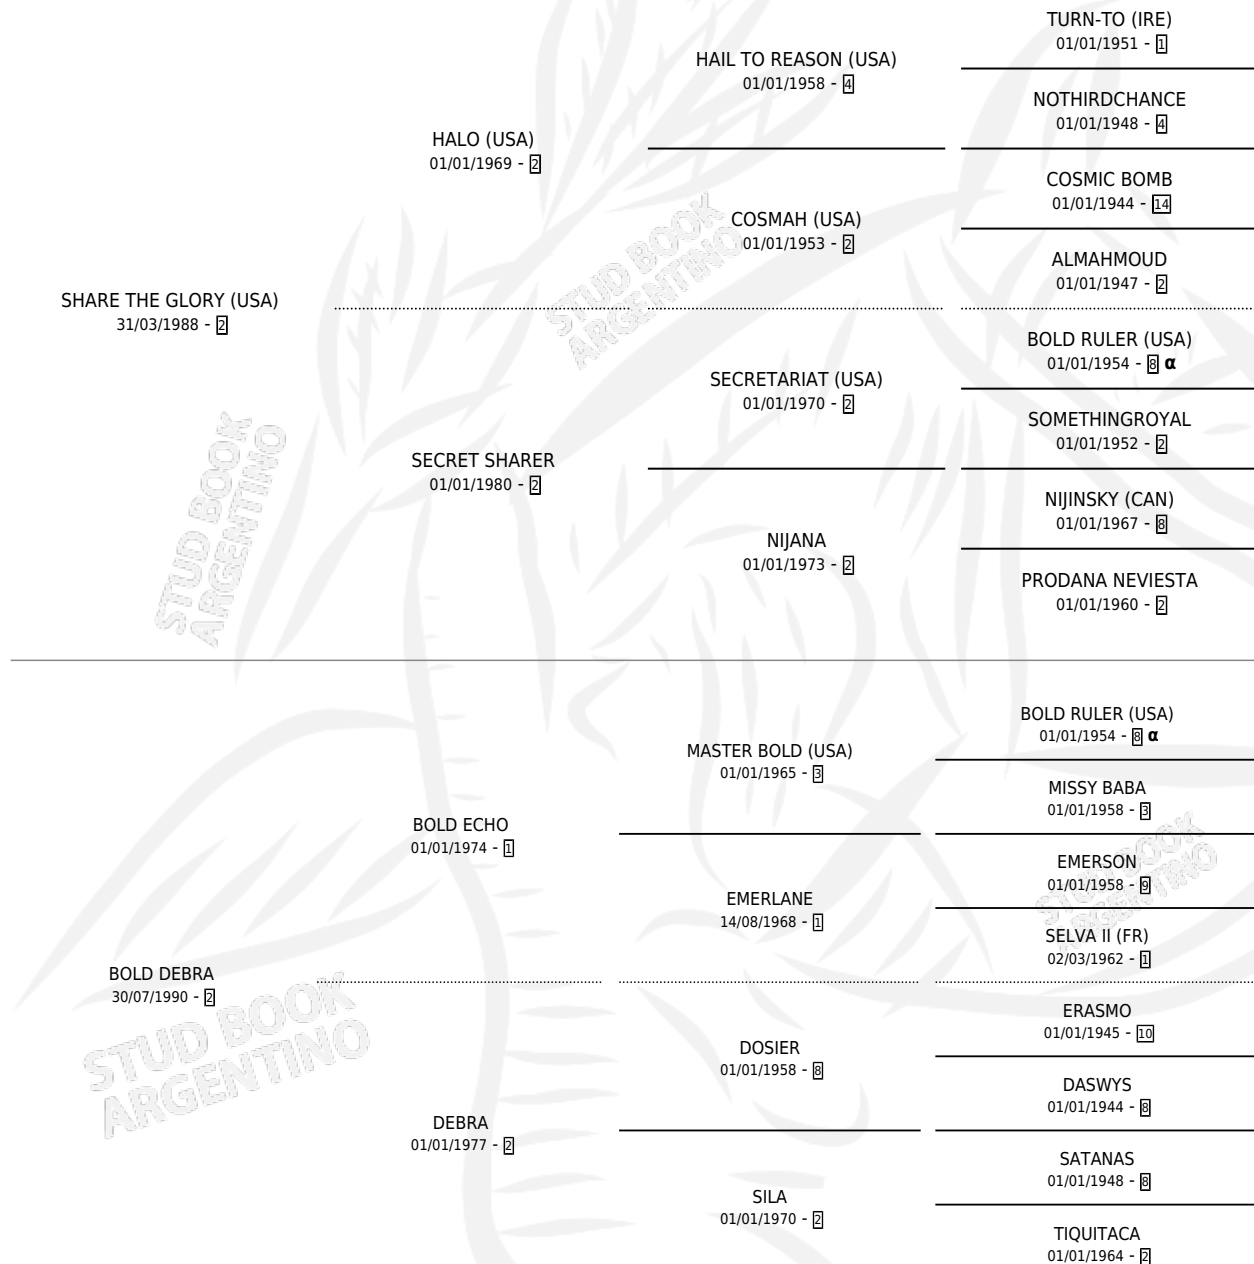 TURN-TO (IRE)
01/01/1951 - 1
HAIL TO REASON (USA)
01/01/1958 - 4
NOTHIRDCHANCE
01/01/1948 - 4
HALO (USA)
01/01/1969 - 2
COSMIC BOMB
01/01/1944 - 14
COSMAH (USA)
01/01/1953 - 2
ALMAHMOUD
01/01/1947 - 2
SHARE THE GLORY (USA)
31/03/1988 - 2
BOLD RULER (USA)
01/01/1954 - 8 α
SECRETARIAT (USA)
01/01/1970 - 2
SOMETHINGROYAL
01/01/1952 - 2
SECRET SHARER
01/01/1980 - 2
NIJINSKY (CAN)
01/01/1967 - 8
NIJANA
01/01/1973 - 2
PRODANA NEVIESTA
01/01/1960 - 2
BOLD RULER (USA)
01/01/1954 - 8 α
MASTER BOLD (USA)
01/01/1965 - 3
MISSY BABA
01/01/1958 - 3
BOLD ECHO
01/01/1974 - 1
EMERSON
01/01/1958 - 9
EMERLANE
14/08/1968 - 1
SELVA II (FR)
02/03/1962 - 1
BOLD DEBRA
30/07/1990 - 2
ERASMO
01/01/1945 - 10
DOSIER
01/01/1958 - 8
DASWYS
01/01/1944 - 8
DEBRA
01/01/1977 - 2
SATANAS
01/01/1948 - 8
SILA
01/01/1970 - 2
TIQUITACA
01/01/1964 - 2
STUD BOOK
ARGENTINO
STUD BOOK
ARGENTINO
STUD BOOK
ARGENTINO
STUD BOOK
ARGENTINO